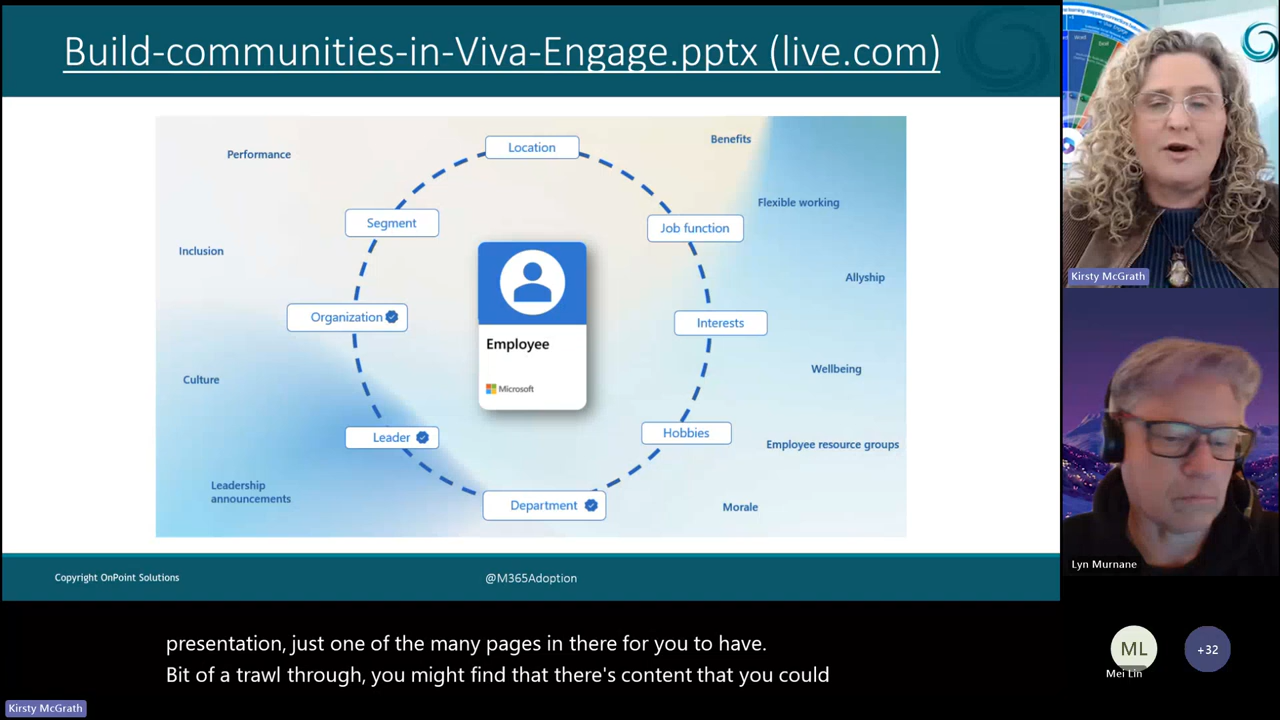 Build-communities-in-Viva-Engage.pptx (live.com)
Location
Benefits
Performance
Flexible working
Segment
Job function
Inclusion
Allyship
Organization
Interests
Employee
Wellbeing
Culture
Microsoft
Leader
Hobbies
Employee resource groups
Leadership
announcements
Department
Morale
Copyright OnPoint Solutions
@M365Adoption
Kirsty McGrath
Lyn Murnane
presentation, just one of the many pages in there for you to have.
Bit of a trawl through, you might find that there's content that you could
ML
Mei Lin
+32
Kirsty McGrath